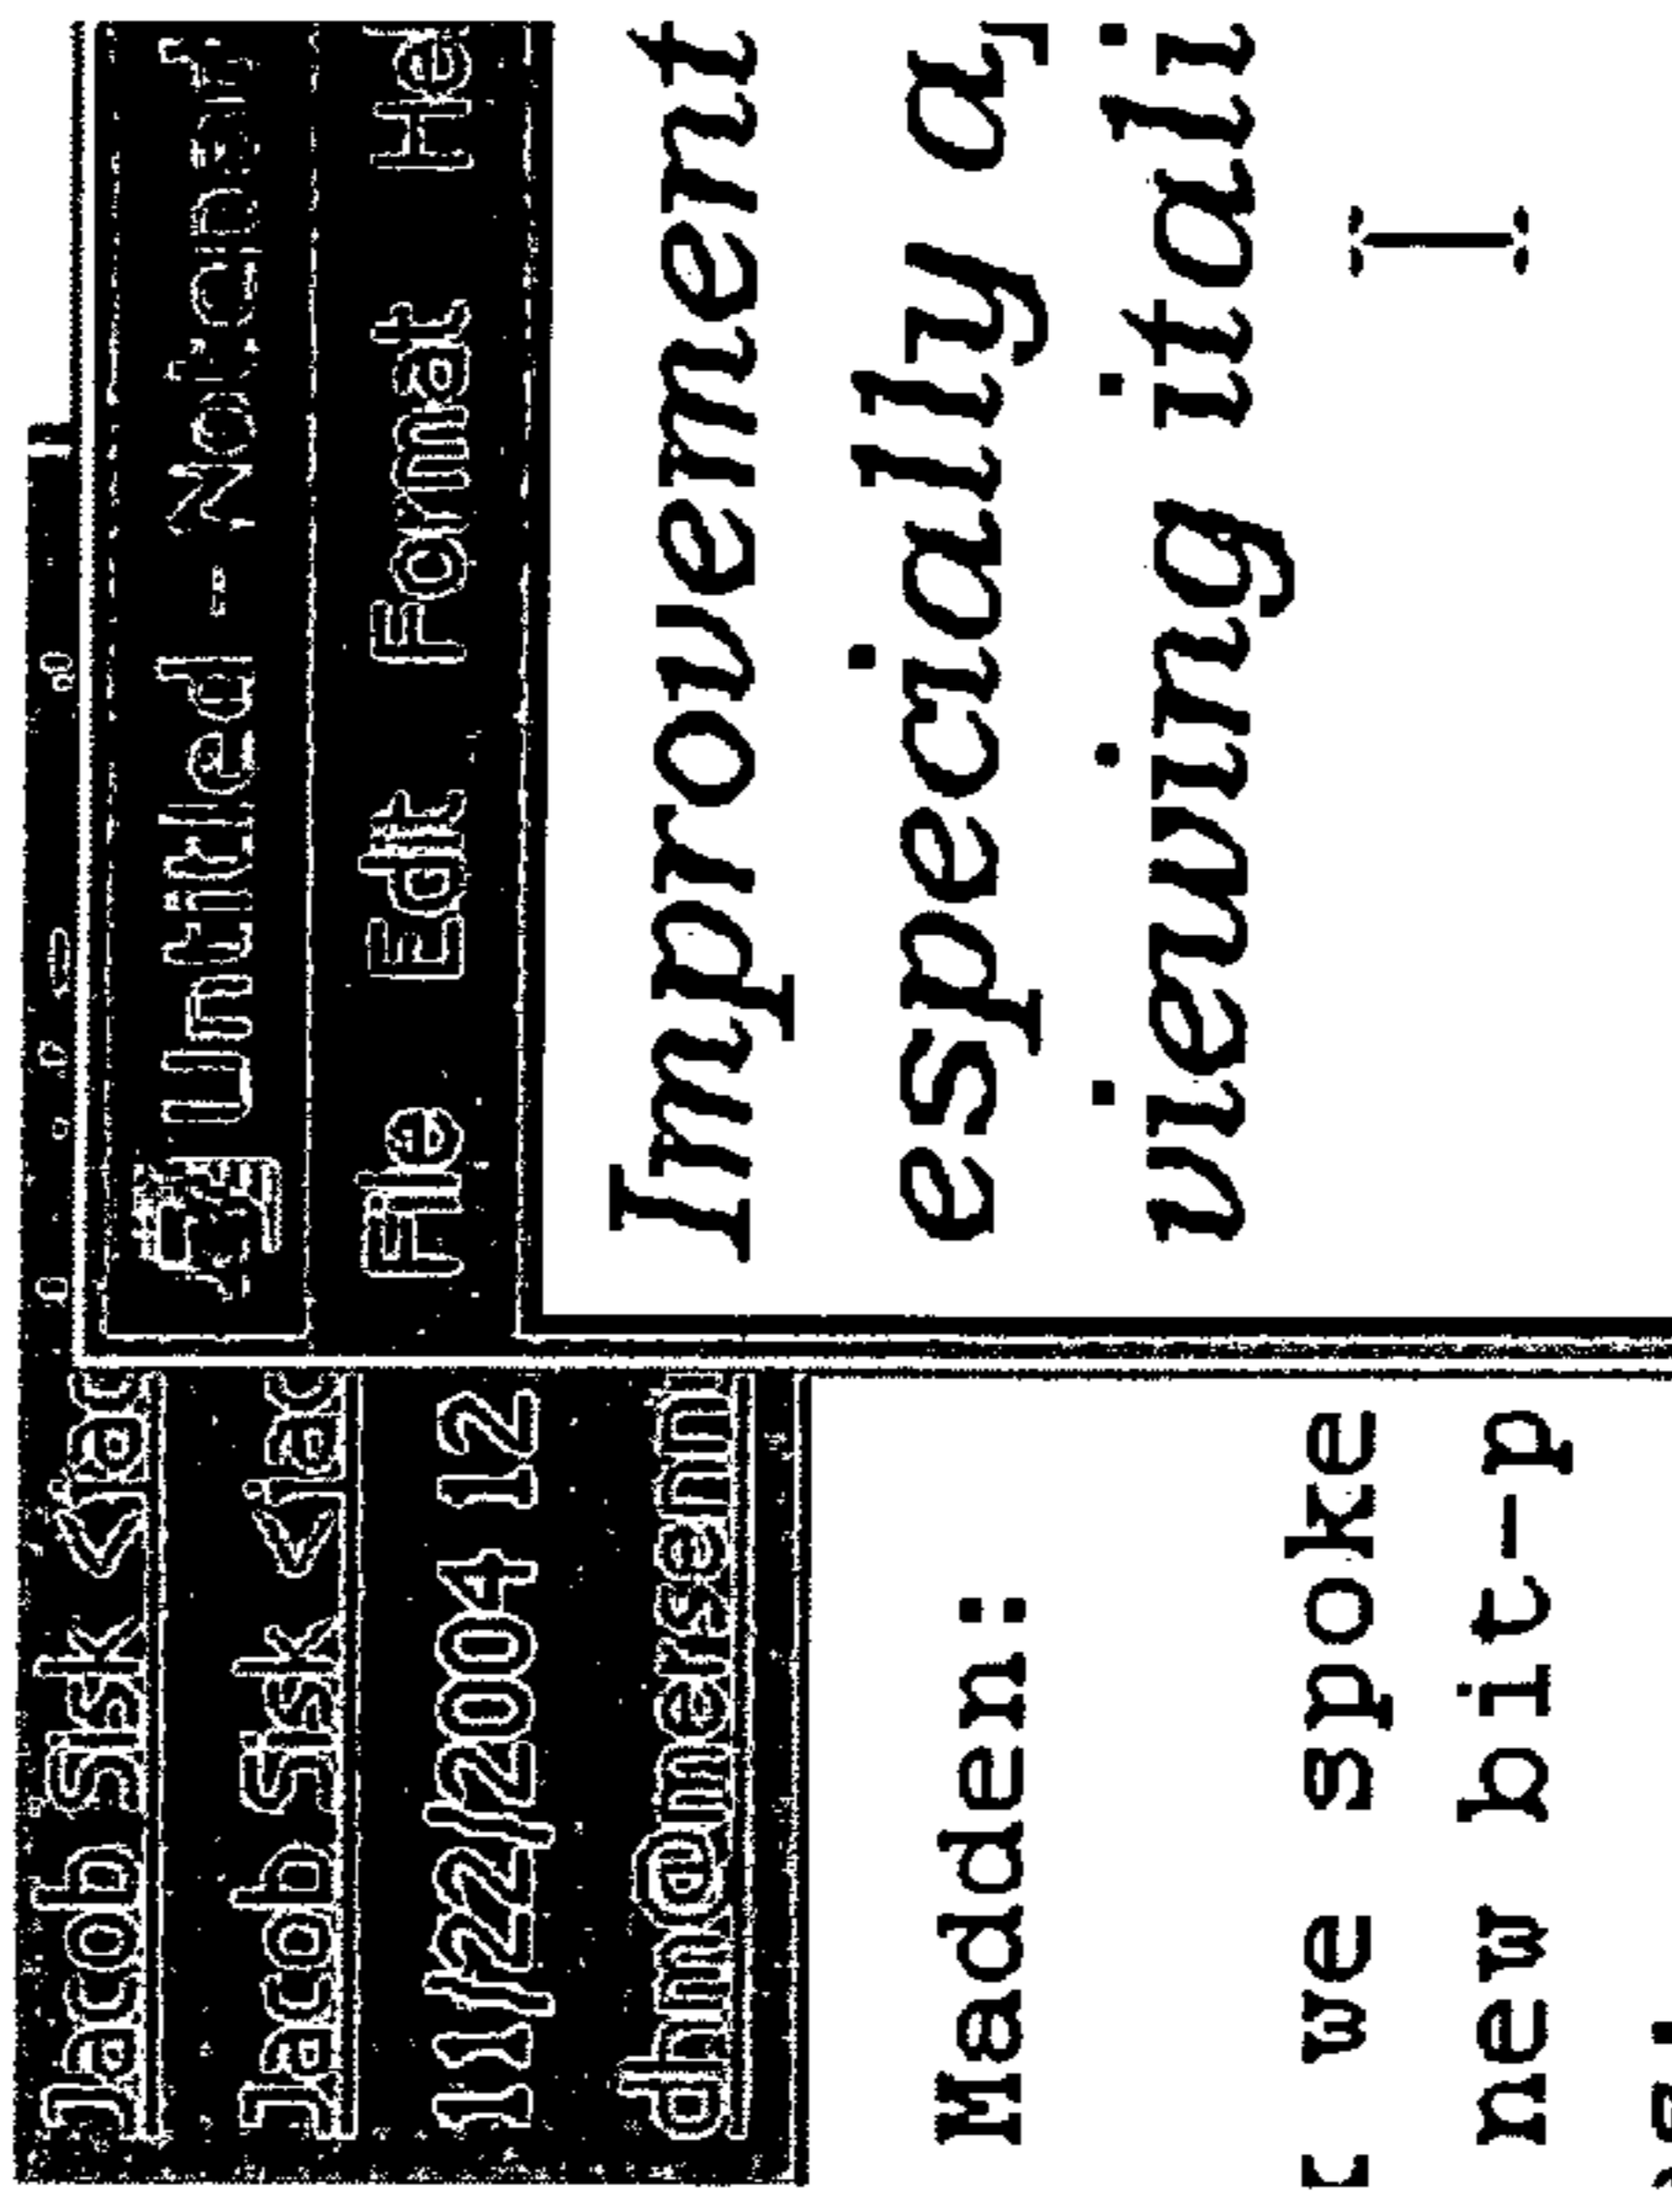 Jacob Sisk <jac
Jacob Sisk <jac
11/22/2004 12
dhm@mersenn
Madden:
we spoke
new bit-p
Untitled - Notepad
File Edit Format He
Improvement
especially a
viewing itali